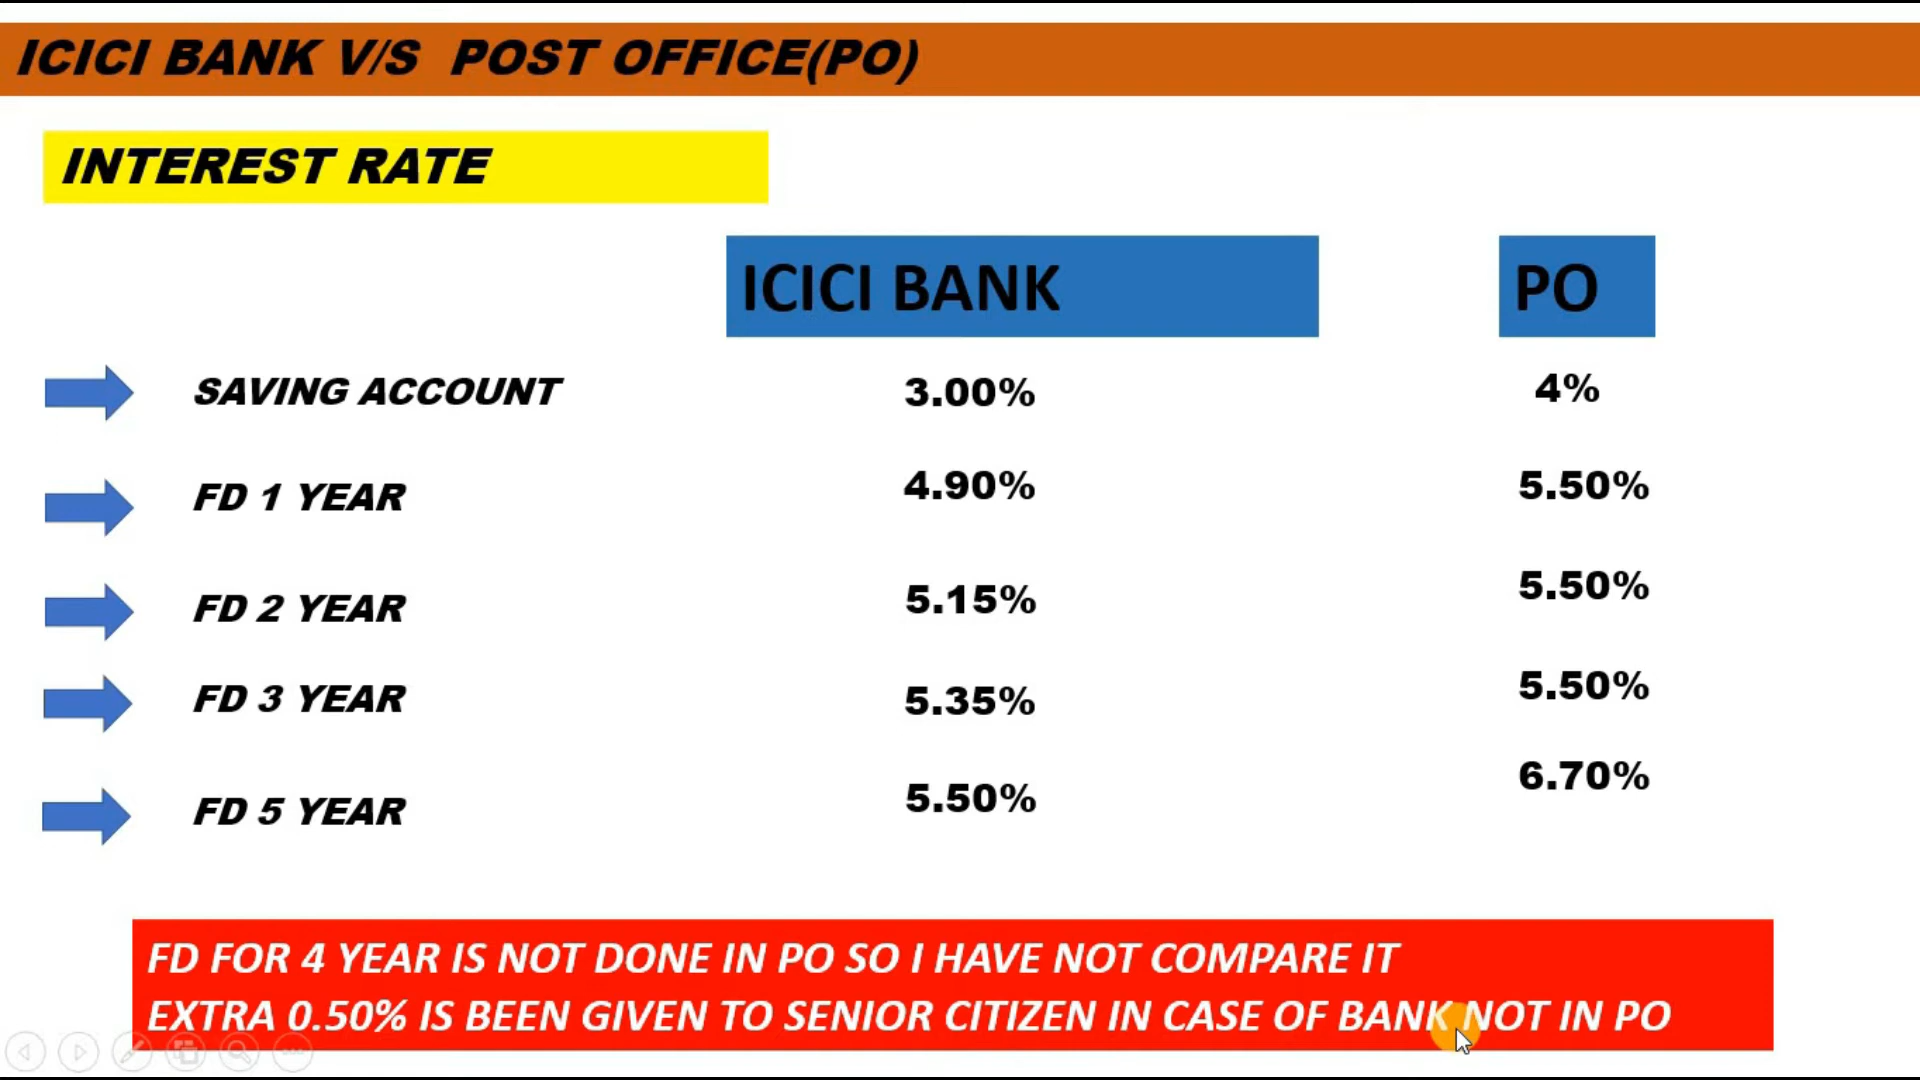 ICICI BANK V/S POST OFFICE(PO)
INTEREST RATE
ICICI BANK PO
SAVING ACCOUNT 3.00% 4%
FD 1 YEAR 4.90% 5.50%
FD 2 YEAR 5.15% 5.50%
FD 3 YEAR 5.35% 5.50%
FD 5 YEAR 5.50% 6.70%
FD FOR 4 YEAR IS NOT DONE IN PO SO I HAVE NOT COMPARE IT
EXTRA 0.50% IS BEEN GIVEN TO SENIOR CITIZEN IN CASE OF BANK NOT IN PO